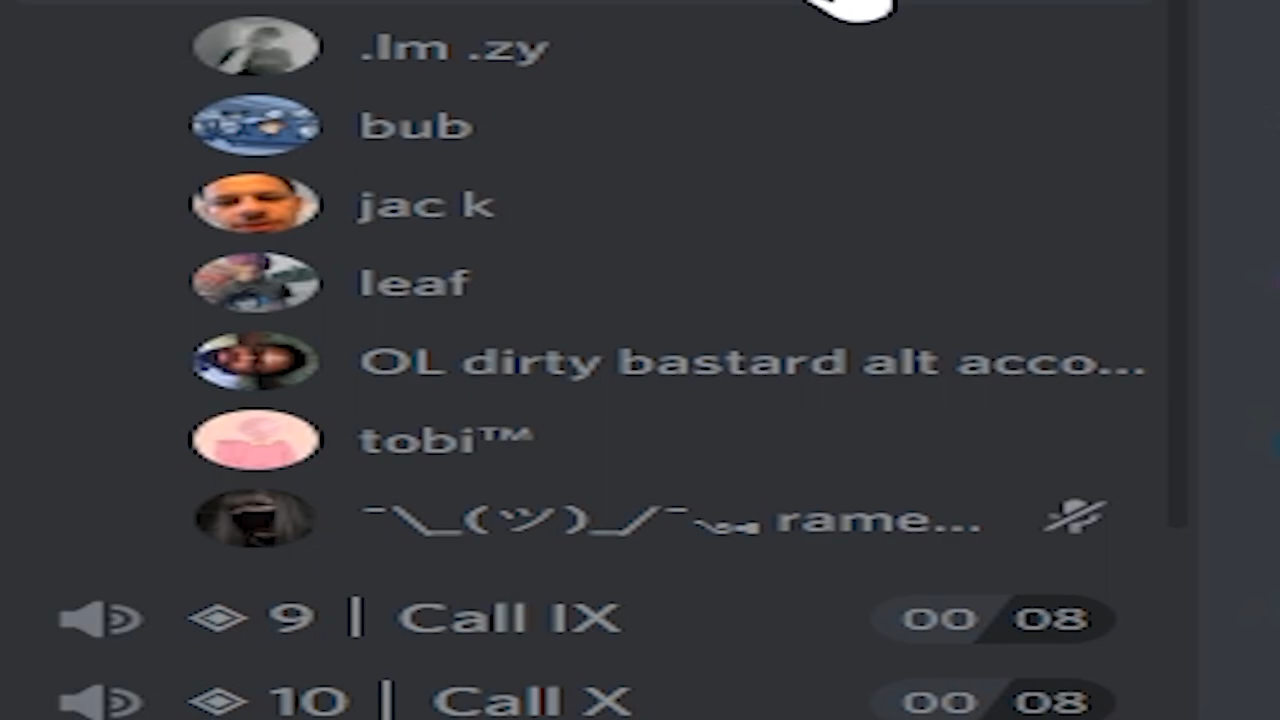 .lm .zy
bub
jac k
leaf
OL dirty bastard alt acco...
tobi™
¯\_(ツ)_/¯ rame...
9 | Call IX 00 08
10 | Call X 00 08